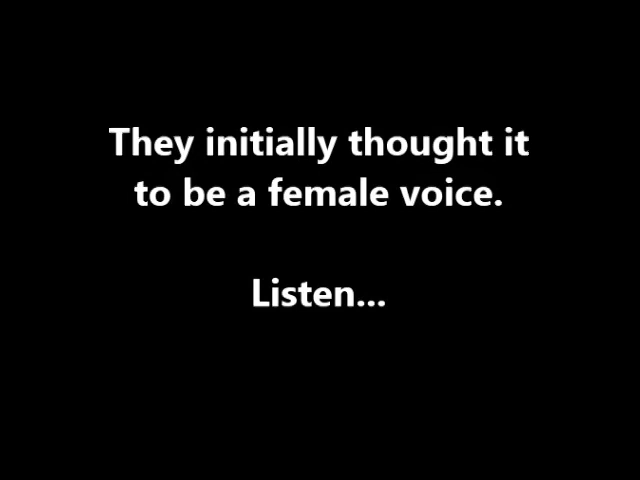 They initially thought it
to be a female voice.
Listen...